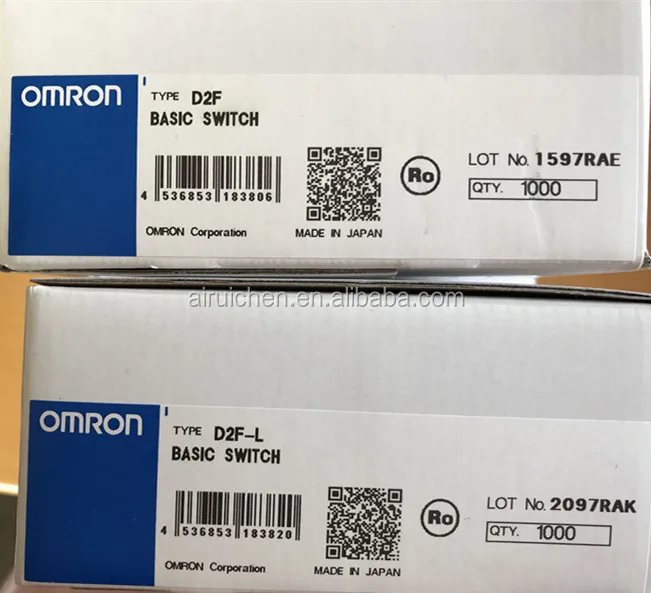 OMRON
TYPE D2F
BASIC SWITCH
4 536853 183806
OMRON Corporation
MADE IN JAPAN
Ro
LOT No. 1597RAE
QTY. 1000
airuichen.en.alibaba.com
OMRON
TYPE D2F-L
BASIC SWITCH
4 536853 183820
OMRON Corporation
MADE IN JAPAN
Ro
LOT No. 2097RAK
QTY. 1000